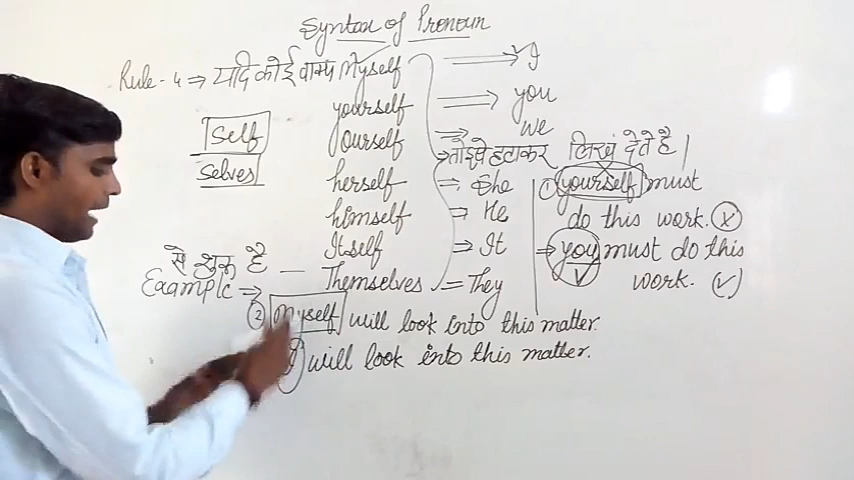 Syntax of Pronoun
Rule-4 ⇒ यदि कोई वाक्य Myself ⇒ I
yourself ⇒ you
self
Ourself ⇒ we
selves
तो इसे हटाकर लिख देते है |
herself = She
himself = He
Itself = It
से शुरू है — Themselves = They
① yourself must
do this work. (x)
→ you must do this
work. (✓)
Example ⇒
② Myself will look into this matter.
I will look into this matter.